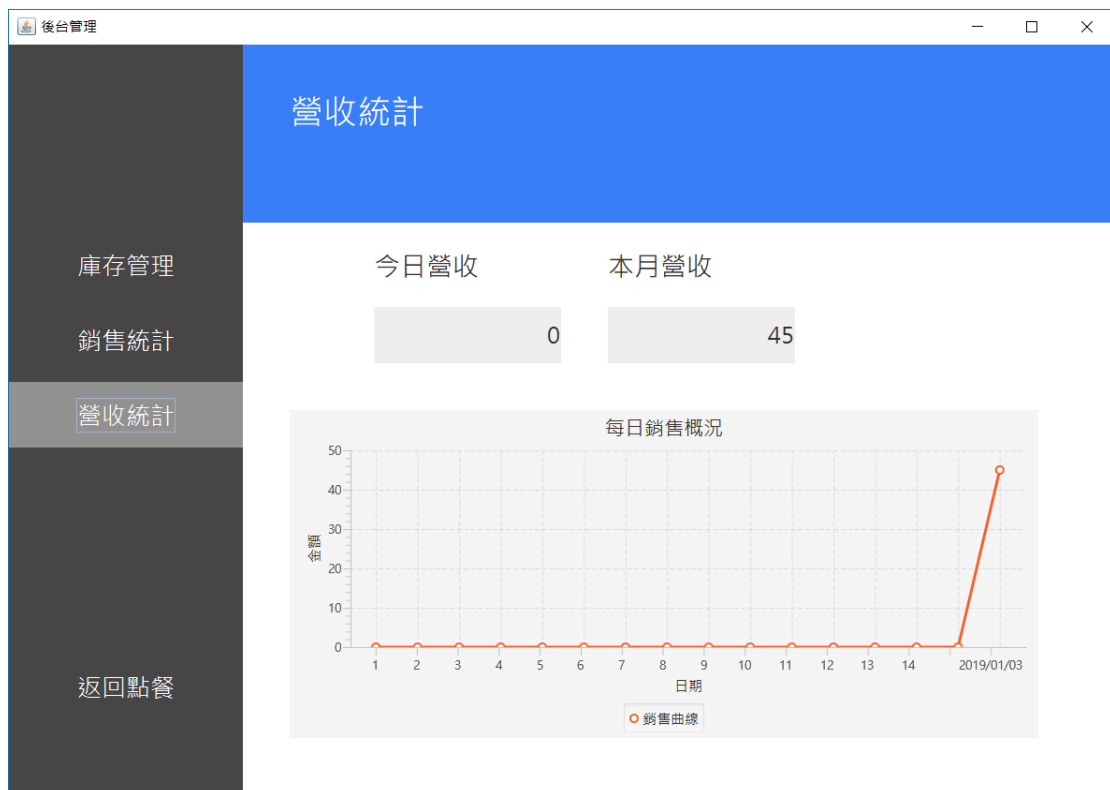 後台管理
營收統計
庫存管理
銷售統計
營收統計
返回點餐
今日營收
本月營收
0
45
每日銷售概況
50
40
30
20
10
0
金額
1 2 3 4 5 6 7 8 9 10 11 12 13 14 2019/01/03
日期
銷售曲線